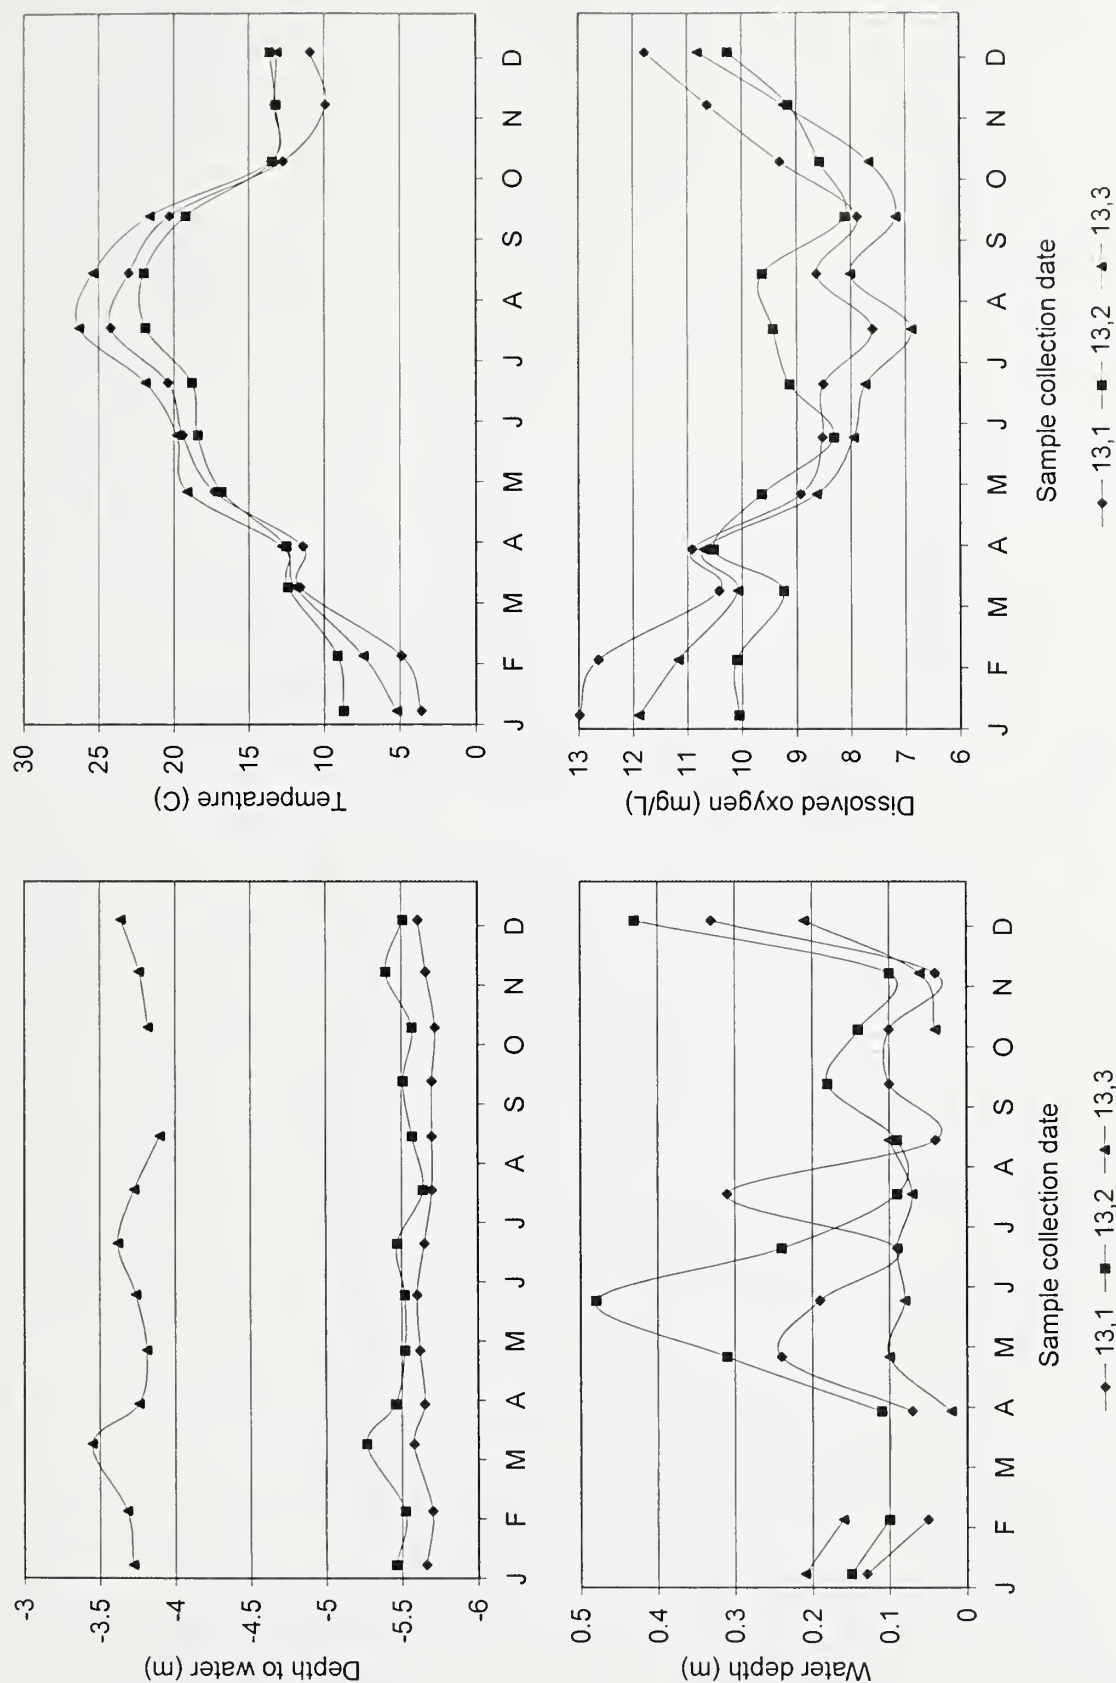 Depth to water (m)
-3
-3.5
-4
-4.5
-5
-5.5
-6
J F M A M J J A S O N D
Temperature (C)
30
25
20
15
10
5
0
J F M A M J J A S O N D
Water depth (m)
0.5
0.4
0.3
0.2
0.1
0
J F M A M J J A S O N D
Sample collection date
13,1 13,2 13,3
Dissolved oxygen (mg/L)
13
12
11
10
9
8
7
6
J F M A M J J A S O N D
Sample collection date
13,1 13,2 13,3